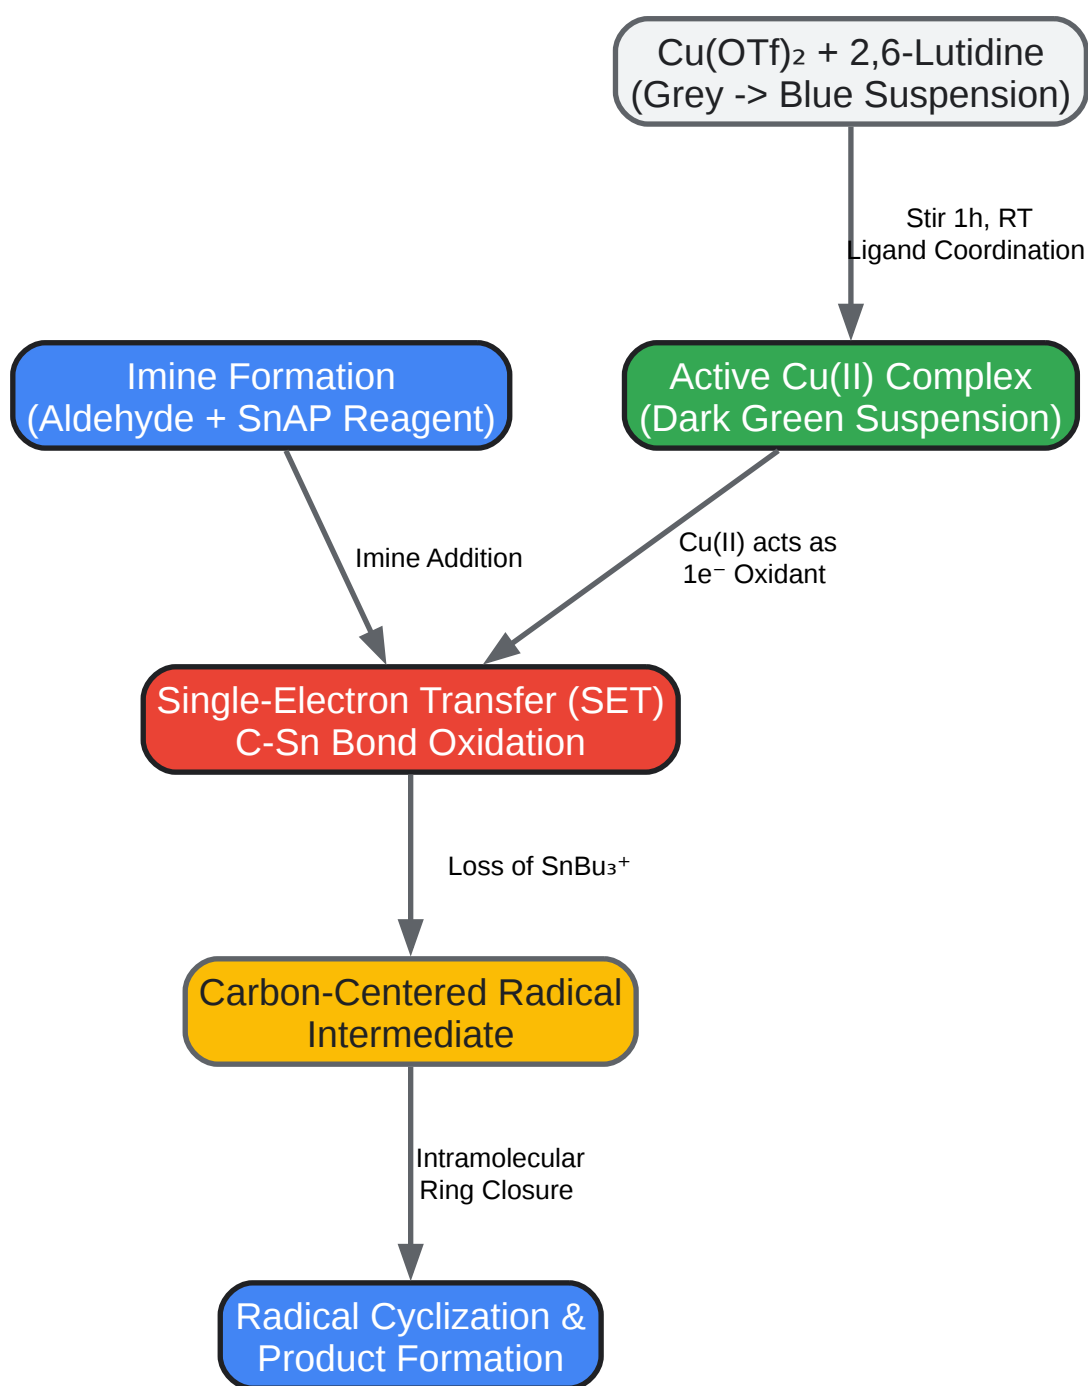 Cu(OTf)₂ + 2,6-Lutidine
(Grey -> Blue Suspension)
Stir 1h, RT
Ligand Coordination
Imine Formation
(Aldehyde + SnAP Reagent)
Active Cu(II) Complex
(Dark Green Suspension)
Imine Addition
Cu(II) acts as
1e⁻ Oxidant
Single-Electron Transfer (SET)
C-Sn Bond Oxidation
Loss of SnBu₃⁺
Carbon-Centered Radical
Intermediate
Intramolecular
Ring Closure
Radical Cyclization &
Product Formation